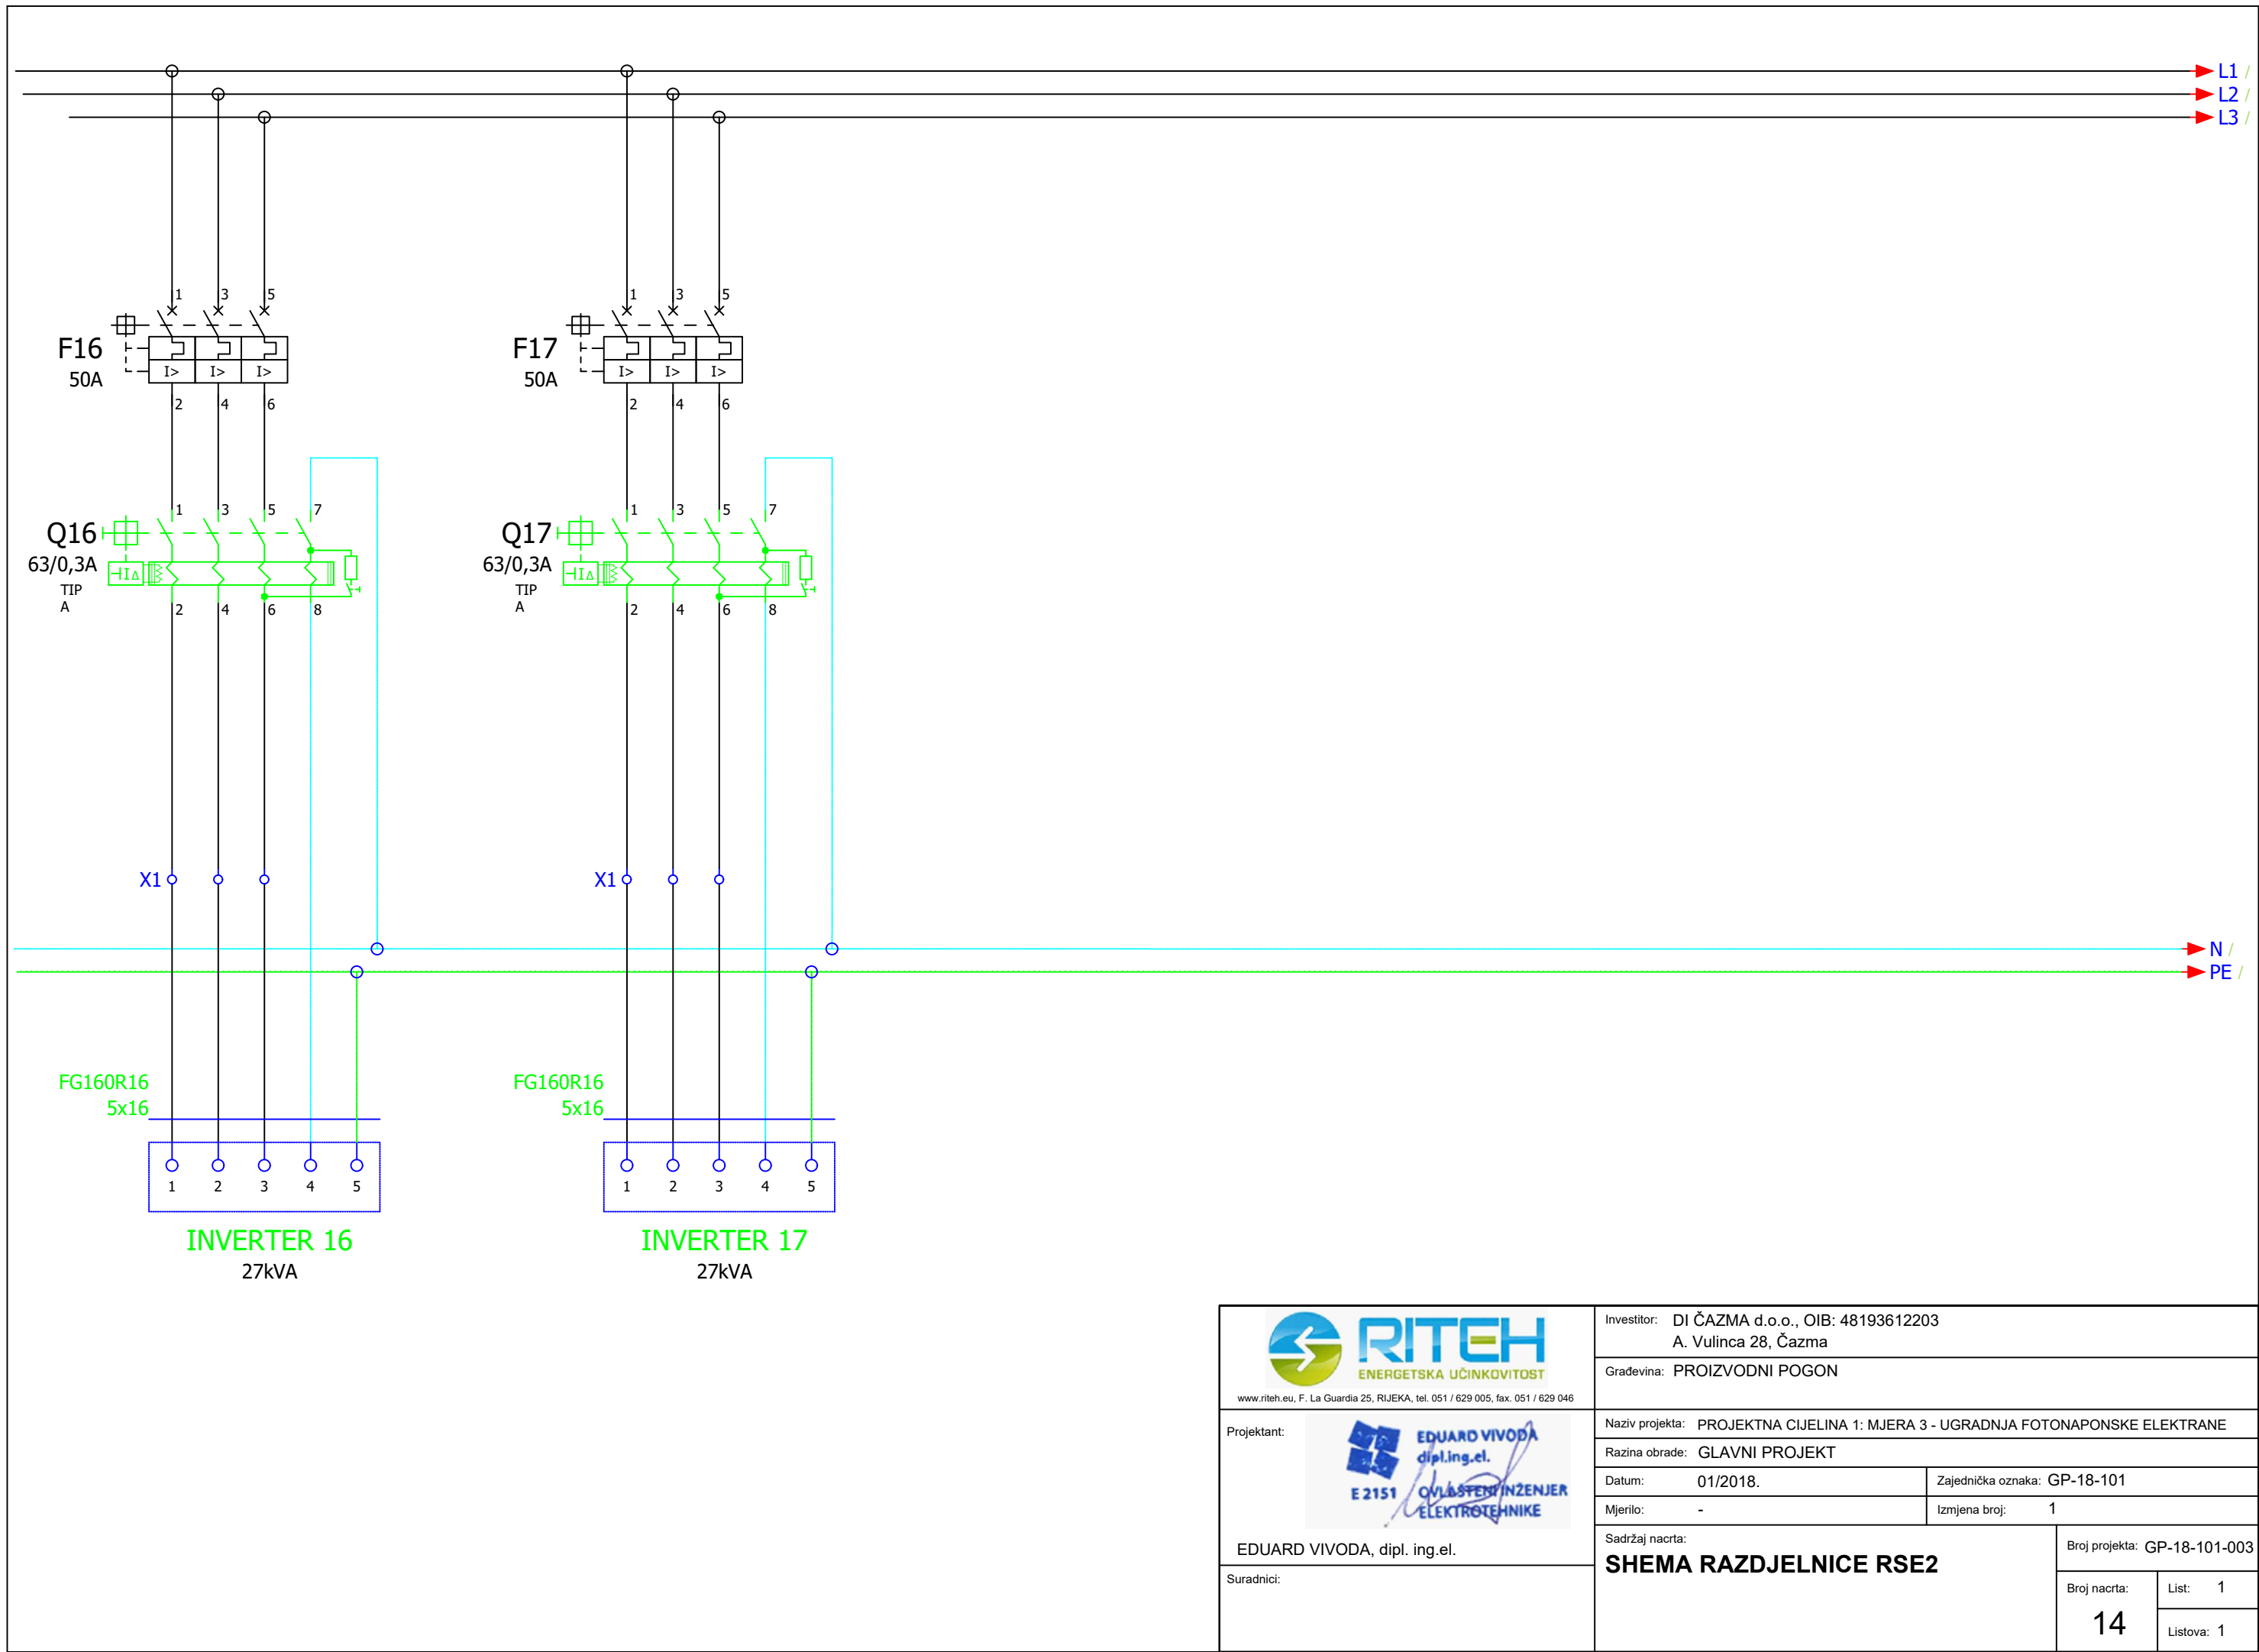 L1 /
L2 /
L3 /
1 3 5
F16
50A
I> I> I>
2 4 6
1 3 5
F17
50A
I> I> I>
2 4 6
1 3 5 7
Q16
63/0,3A
TIP
A
I∆
2 4 6 8
1 3 5 7
Q17
63/0,3A
TIP
A
I∆
2 4 6 8
X1
X1
N /
PE /
FG160R16
5x16
1 2 3 4 5
INVERTER 16
27kVA
FG160R16
5x16
1 2 3 4 5
INVERTER 17
27kVA
RITEH
ENERGETSKA UČINKOVITOST
www.riteh.eu, F. La Guardia 25, RIJEKA, tel. 051 / 629 005, fax. 051 / 629 046
Projektant:
EDUARD VIVODA
dipl.ing.el.
E 2151 OVLAŠTENI INŽENJER
ELEKTROTEHNIKE
EDUARD VIVODA, dipl. ing.el.
Suradnici:
Investitor: DI ČAZMA d.o.o., OIB: 48193612203
A. Vulinca 28, Čazma
Građevina: PROIZVODNI POGON
Naziv projekta: PROJEKTNA CIJELINA 1: MJERA 3 - UGRADNJA FOTONAPONSKE ELEKTRANE
Razina obrade: GLAVNI PROJEKT
Datum: 01/2018.
Zajednička oznaka: GP-18-101
Mjerilo: -
Izmjena broj: 1
Sadržaj nacrta:
SHEMA RAZDJELNICE RSE2
Broj projekta: GP-18-101-003
Broj nacrta:
14
List: 1
Listova: 1